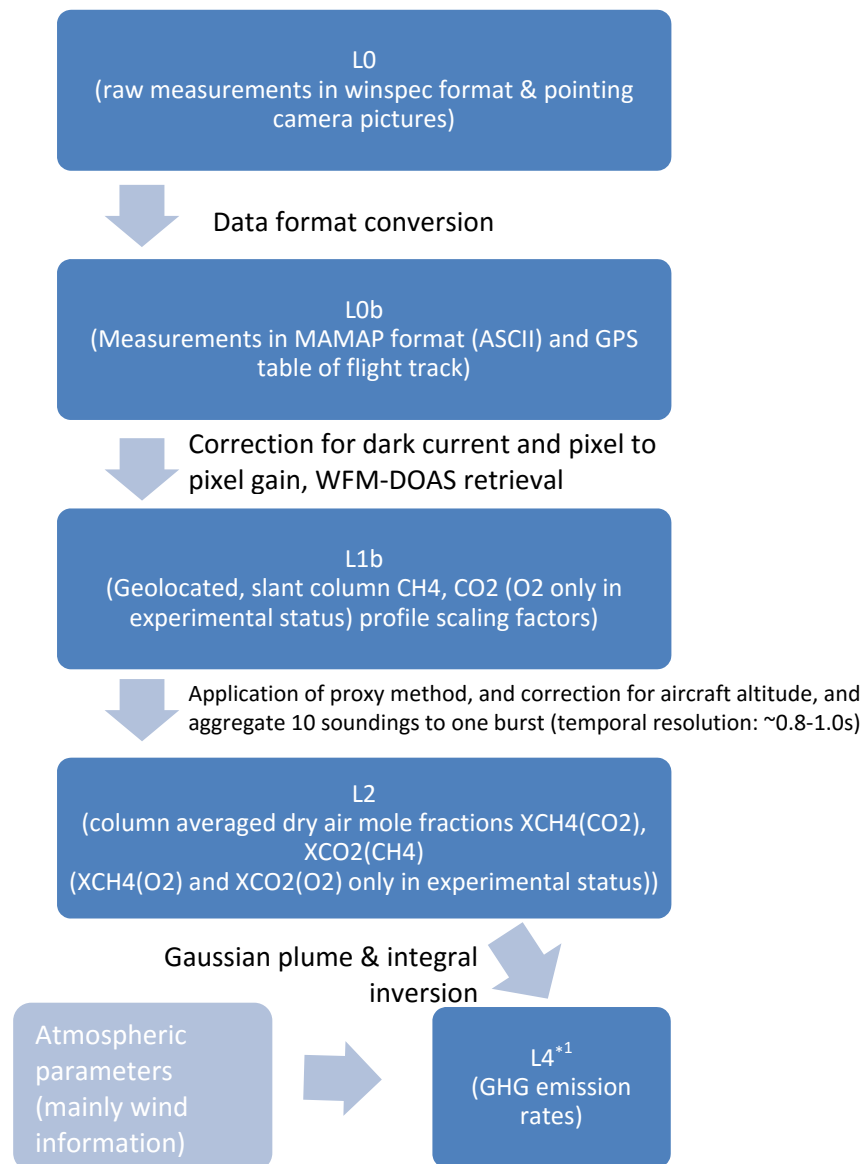 L0
(raw measurements in winspec format & pointing
camera pictures)
Data format conversion
L0b
(Measurements in MAMAP format (ASCII) and GPS
table of flight track)
Correction for dark current and pixel to
pixel gain, WFM-DOAS retrieval
L1b
(Geolocated, slant column CH4, CO2 (O2 only in
experimental status) profile scaling factors)
Application of proxy method, and correction for aircraft altitude, and
aggregate 10 soundings to one burst (temporal resolution: ~0.8-1.0s)
L2
(column averaged dry air mole fractions XCH4(CO2),
XCO2(CH4)
(XCH4(O2) and XCO2(O2) only in experimental status))
Gaussian plume & integral
inversion
Atmospheric
parameters
(mainly wind
information)
L4*1
(GHG emission
rates)